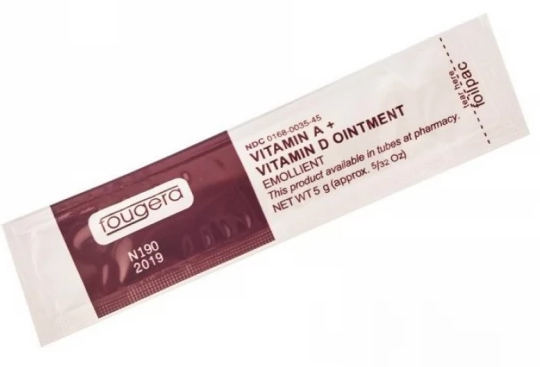 fougera
N190
2019
NDC 0168-0035-45
VITAMIN A +
VITAMIN D OINTMENT
EMOLLIENT
This product available in tubes at pharmacy.
NET WT 5 g (approx. 5/32 Oz)
tear here
foilpac